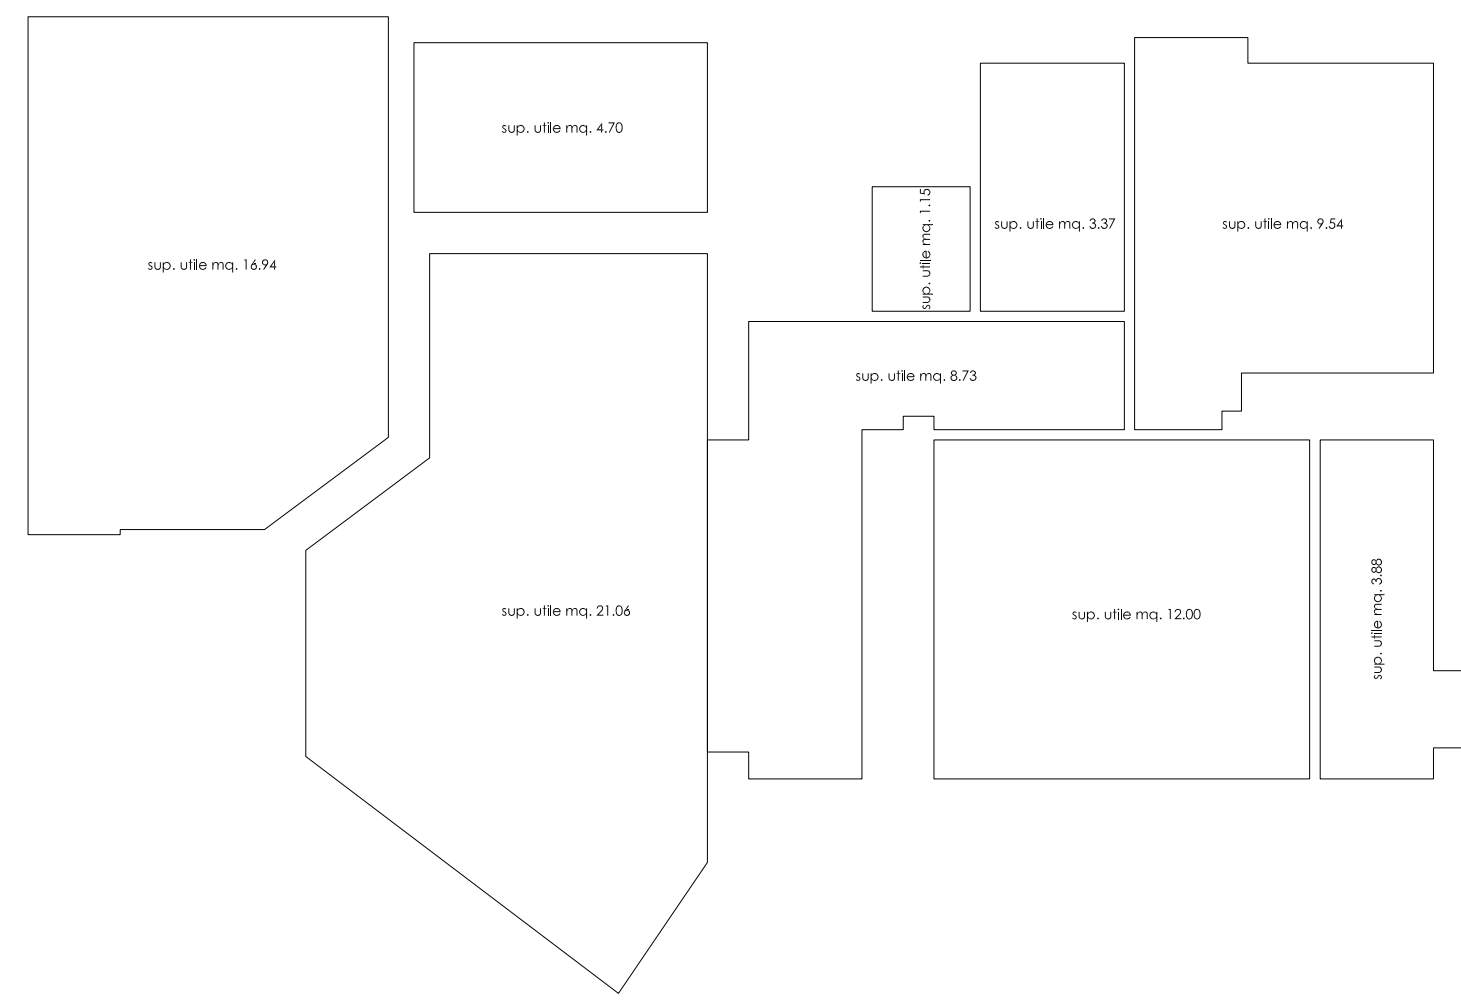 sup. utile mq. 4.70
sup. utile mq. 16.94
sup. utile mq. 1.15
sup. utile mq. 3.37
sup. utile mq. 9.54
sup. utile mq. 8.73
sup. utile mq. 21.06
sup. utile mq. 12.00
sup. utile mq. 3.88